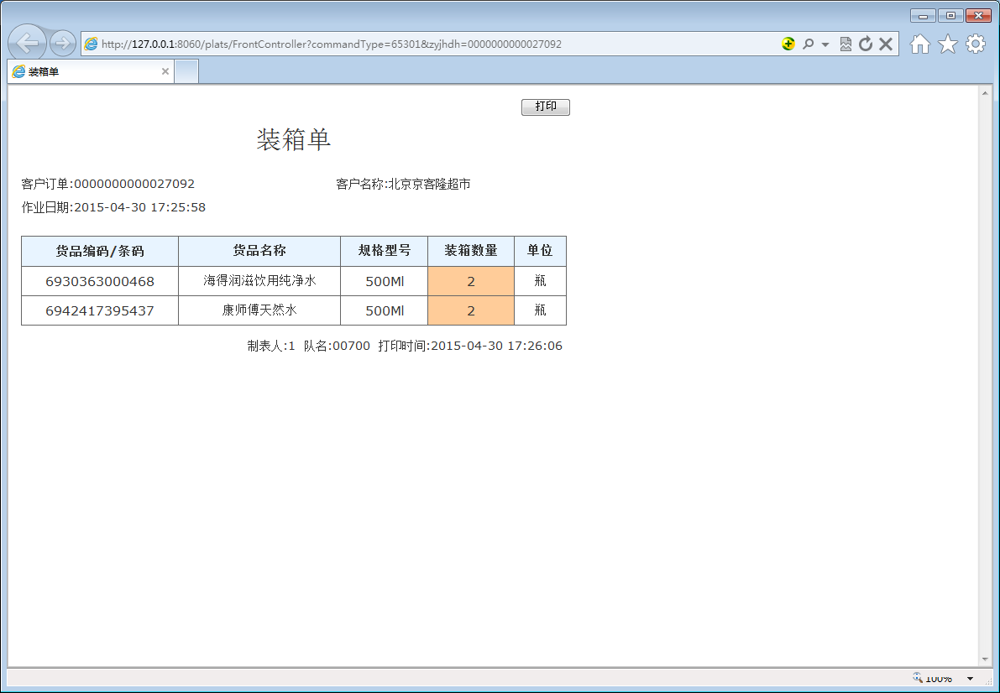 http://127.0.0.1:8060/plats/FrontController?commandType=65301&zyjhdh=0000000000027092
装箱单
打印
装箱单
客户订单:0000000000027092 客户名称:北京京客隆超市
作业日期:2015-04-30 17:25:58
货品编码/条码 货品名称 规格型号 装箱数量 单位
6930363000468 海得润滋饮用纯净水 500Ml 2 瓶
6942417395437 康师傅天然水 500Ml 2 瓶
制表人:1 队名:00700 打印时间:2015-04-30 17:26:06
100%